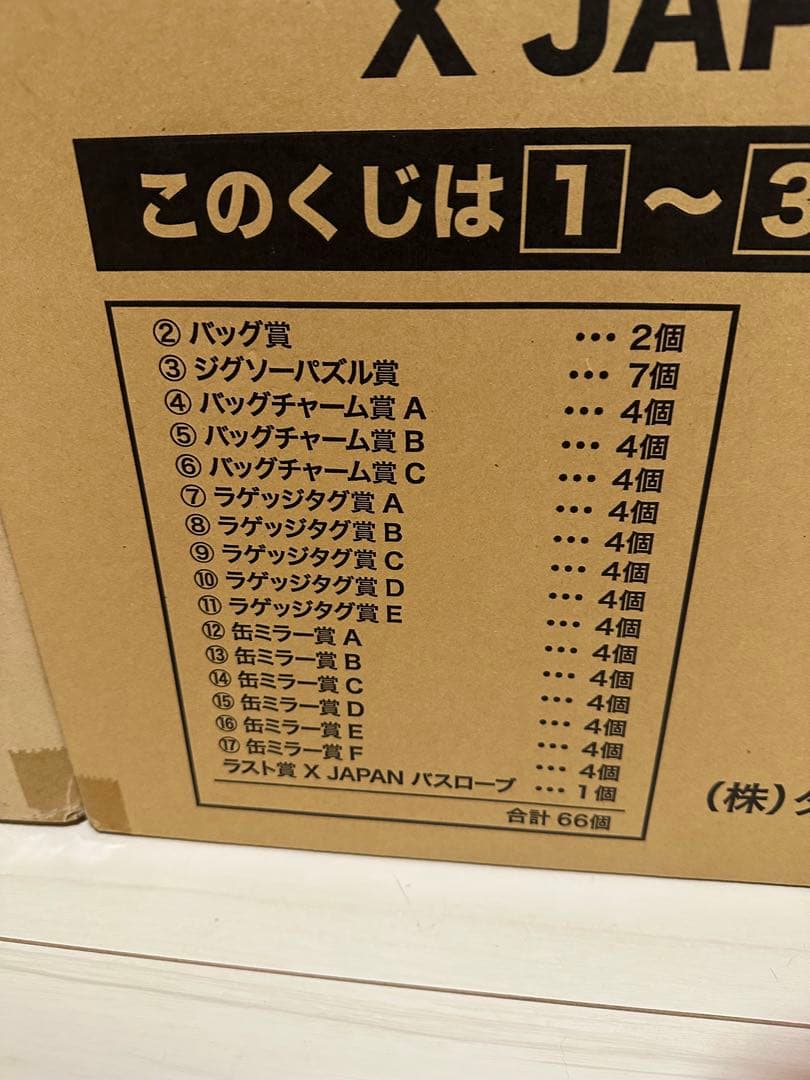 X JAP
このくじは 1 〜 3
② バッグ賞 … 2個
③ ジグソーパズル賞 … 7個
④ バッグチャーム賞 A … 4個
⑤ バッグチャーム賞 B … 4個
⑥ バッグチャーム賞 C … 4個
⑦ ラゲッジタグ賞 A … 4個
⑧ ラゲッジタグ賞 B … 4個
⑨ ラゲッジタグ賞 C … 4個
⑩ ラゲッジタグ賞 D … 4個
⑪ ラゲッジタグ賞 E … 4個
⑫ 缶ミラー賞 A … 4個
⑬ 缶ミラー賞 B … 4個
⑭ 缶ミラー賞 C … 4個
⑮ 缶ミラー賞 D … 4個
⑯ 缶ミラー賞 E … 4個
⑰ 缶ミラー賞 F … 4個
ラスト賞 X JAPAN バスローブ … 1個
合計 66個
(株)